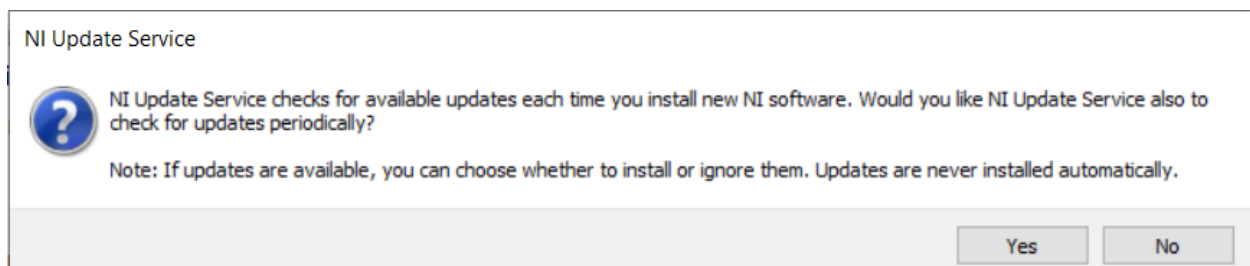 NI Update Service
NI Update Service checks for available updates each time you install new NI software. Would you like NI Update Service also to
check for updates periodically?
Note: If updates are available, you can choose whether to install or ignore them. Updates are never installed automatically.
Yes
No